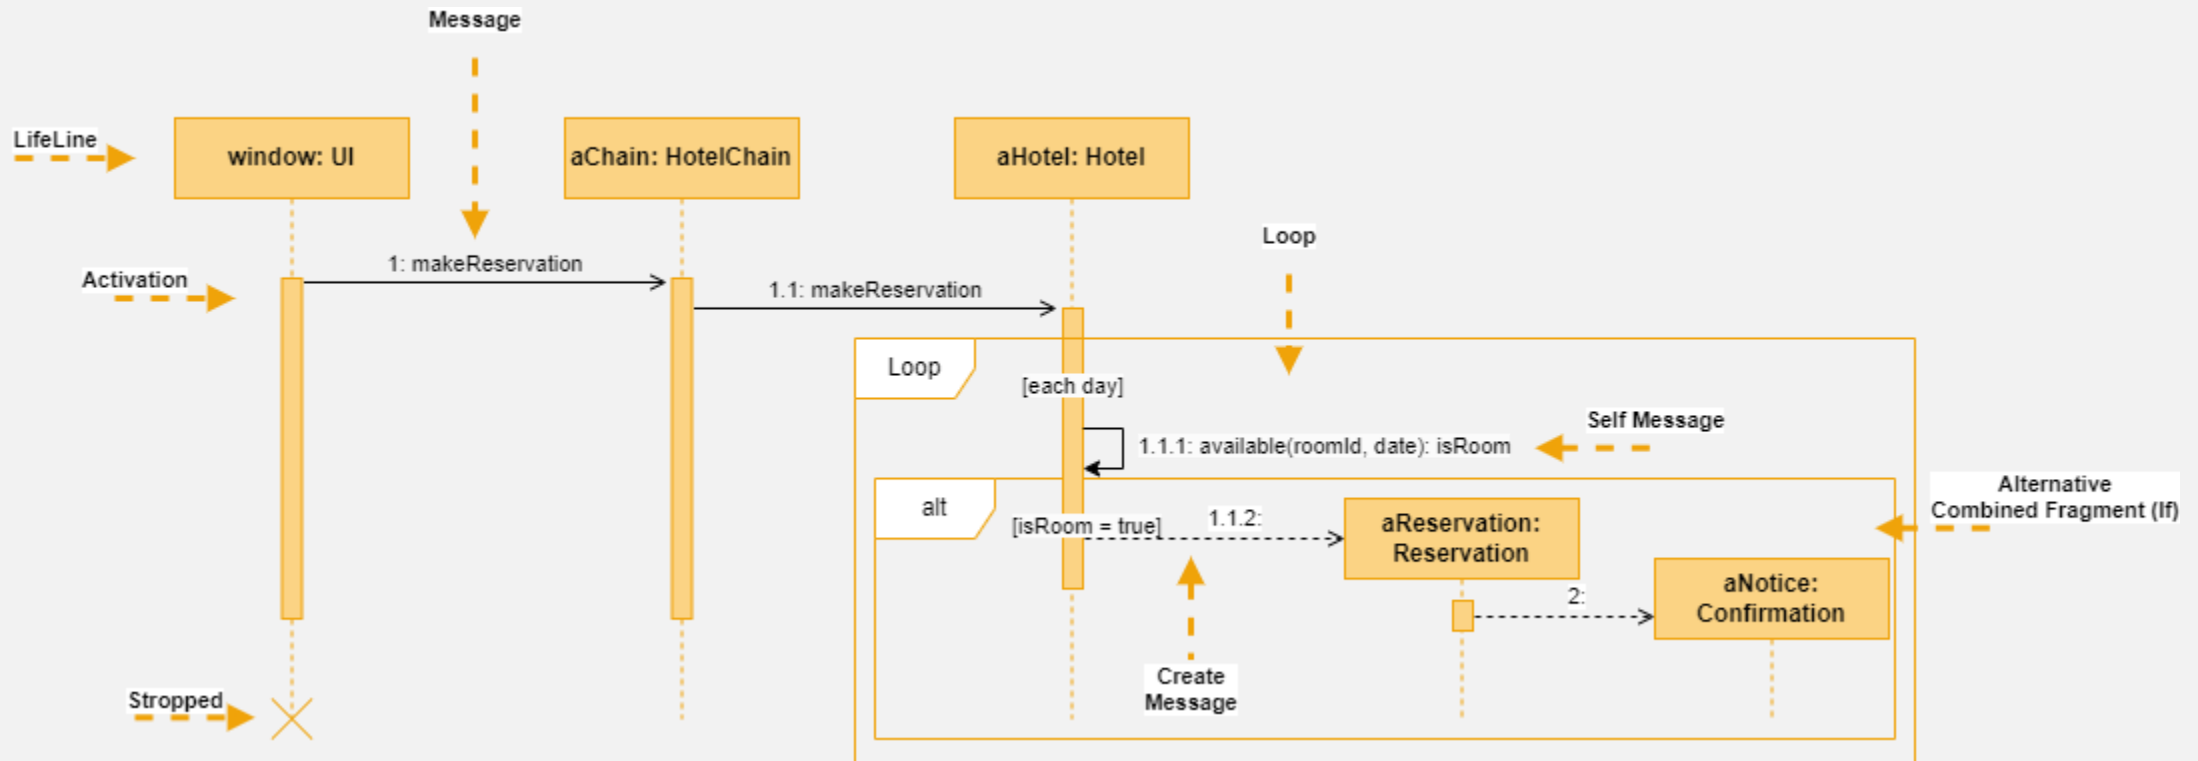 Message
LifeLine
window: UI
aChain: HotelChain
aHotel: Hotel
Loop
1: makeReservation
Activation
1.1: makeReservation
Loop
[each day]
Self Message
1.1.1: available(roomId, date): isRoom
Alternative
Combined Fragment (If)
alt
[isRoom = true]
1.1.2:
aReservation:
Reservation
aNotice:
Confirmation
2:
Create
Message
Stropped